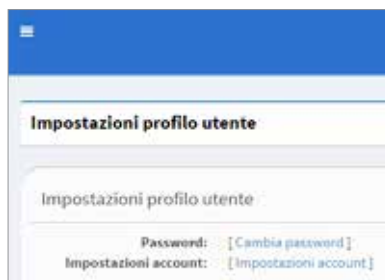 Impostazioni profilo utente
Impostazioni profilo utente
Password: [Cambia password]
Impostazioni account: [Impostazioni account]